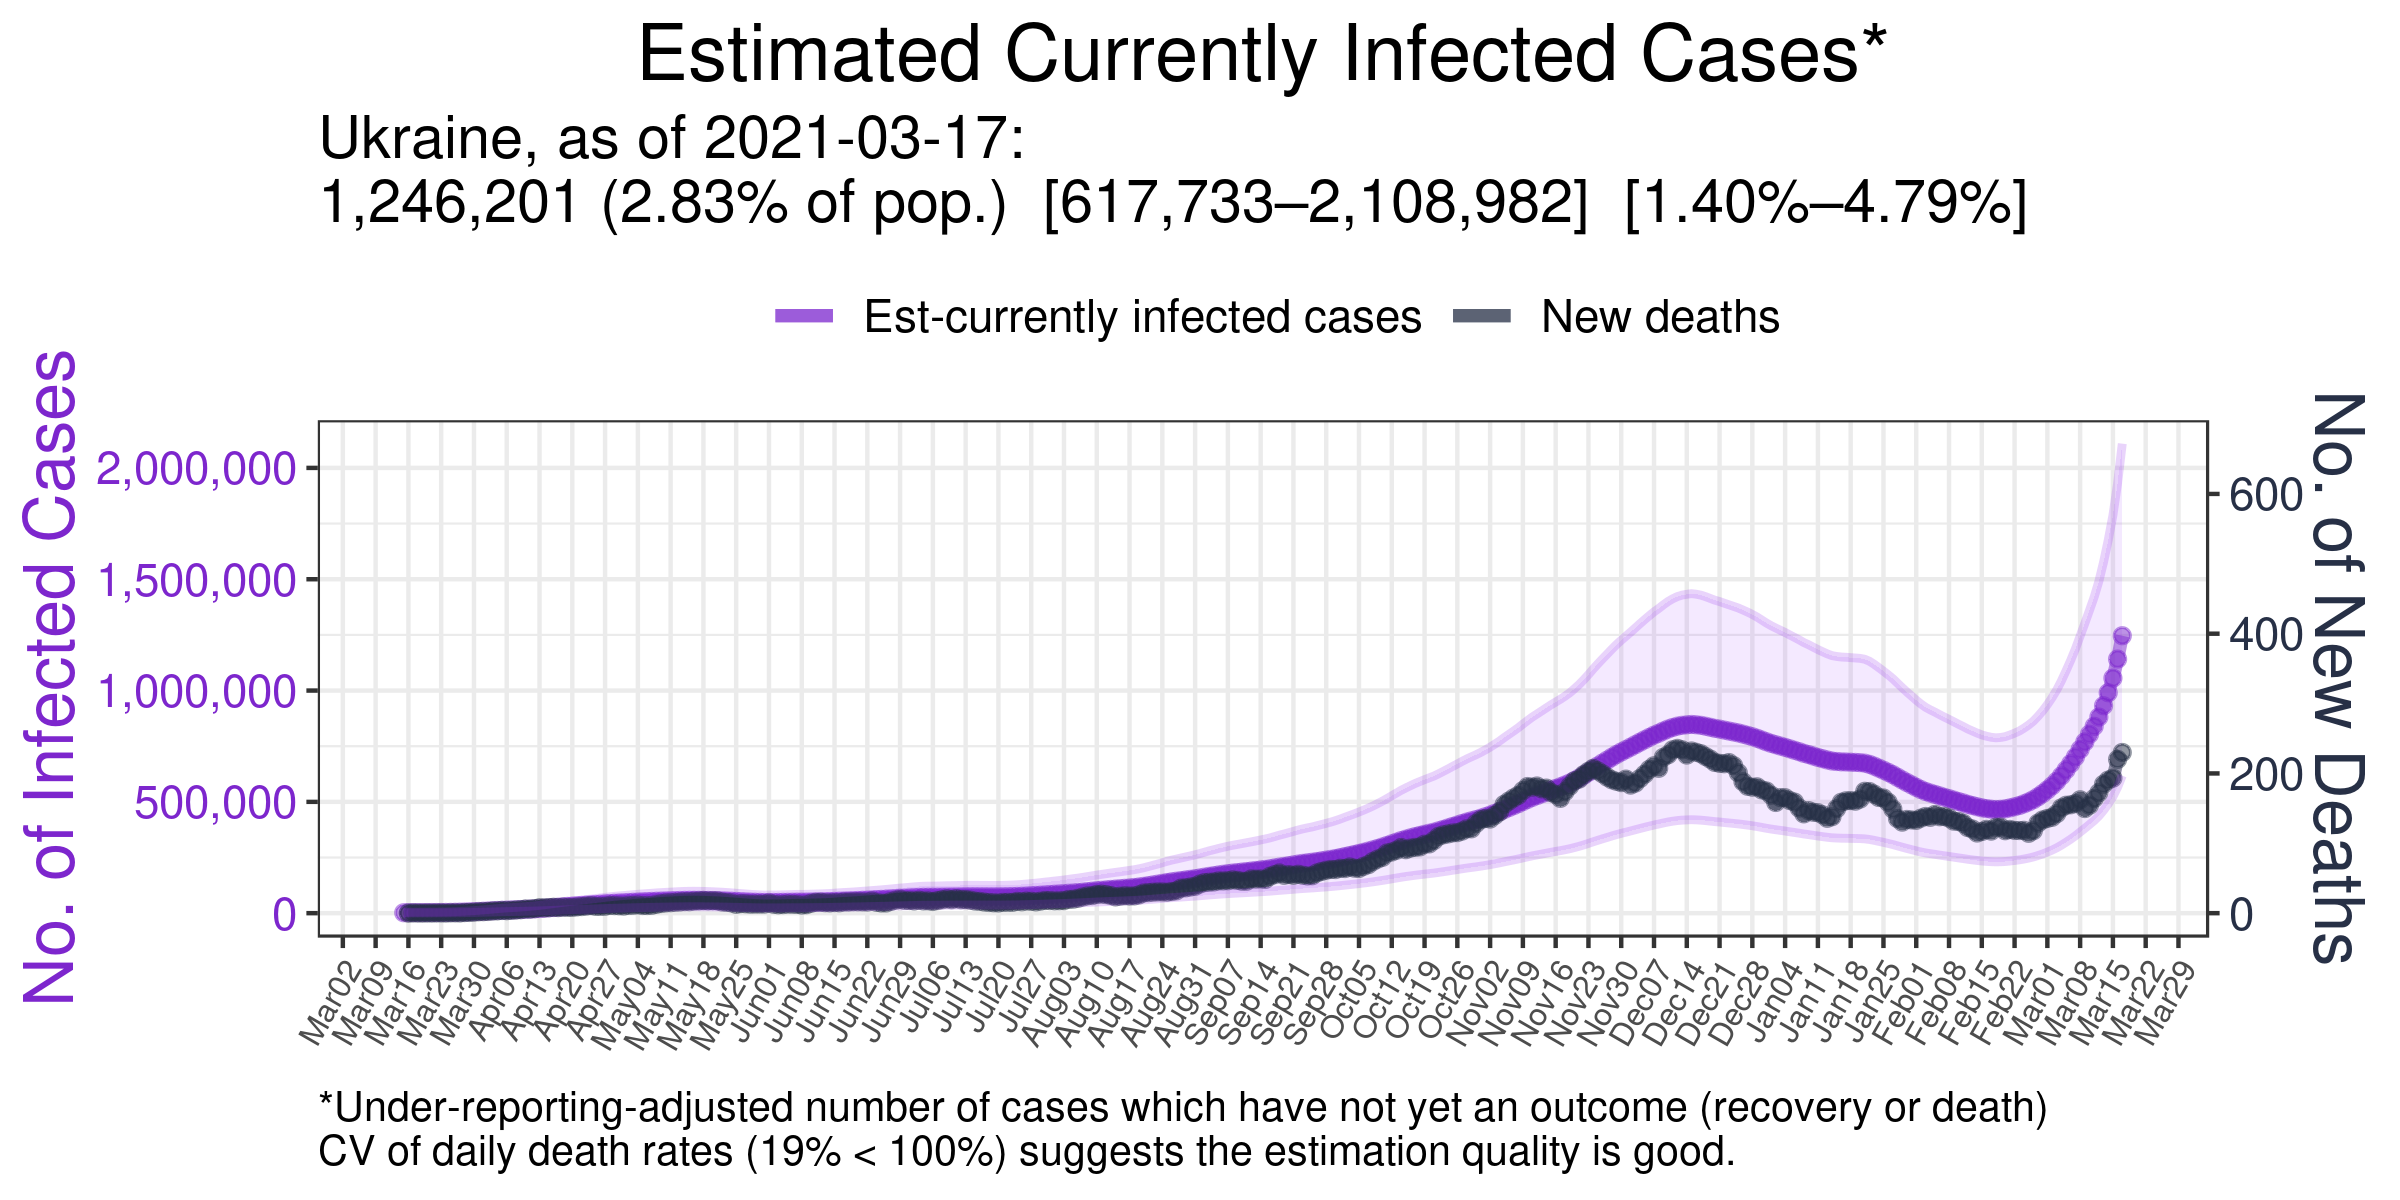 Estimated Currently Infected Cases*
Ukraine, as of 2021-03-17:
1,246,201 (2.83% of pop.) [617,733–2,108,982] [1.40%–4.79%]
Est-currently infected cases New deaths
No. of Infected Cases
2,000,000
1,500,000
1,000,000
500,000
0
600
400
200
0
No. of New Deaths
Mar02 Mar09 Mar16 Mar23 Mar30 Apr06 Apr13 Apr20 Apr27 May04 May11 May18 May25 Jun01 Jun08 Jun15 Jun22 Jun29 Jul06 Jul13 Jul20 Jul27 Aug03 Aug10 Aug17 Aug24 Aug31 Sep07 Sep14 Sep21 Sep28 Oct05 Oct12 Oct19 Oct26 Nov02 Nov09 Nov16 Nov23 Nov30 Dec07 Dec14 Dec21 Dec28 Jan04 Jan11 Jan18 Jan25 Feb01 Feb08 Feb15 Feb22 Mar01 Mar08 Mar15 Mar22 Mar29
*Under-reporting-adjusted number of cases which have not yet an outcome (recovery or death)
CV of daily death rates (19% < 100%) suggests the estimation quality is good.